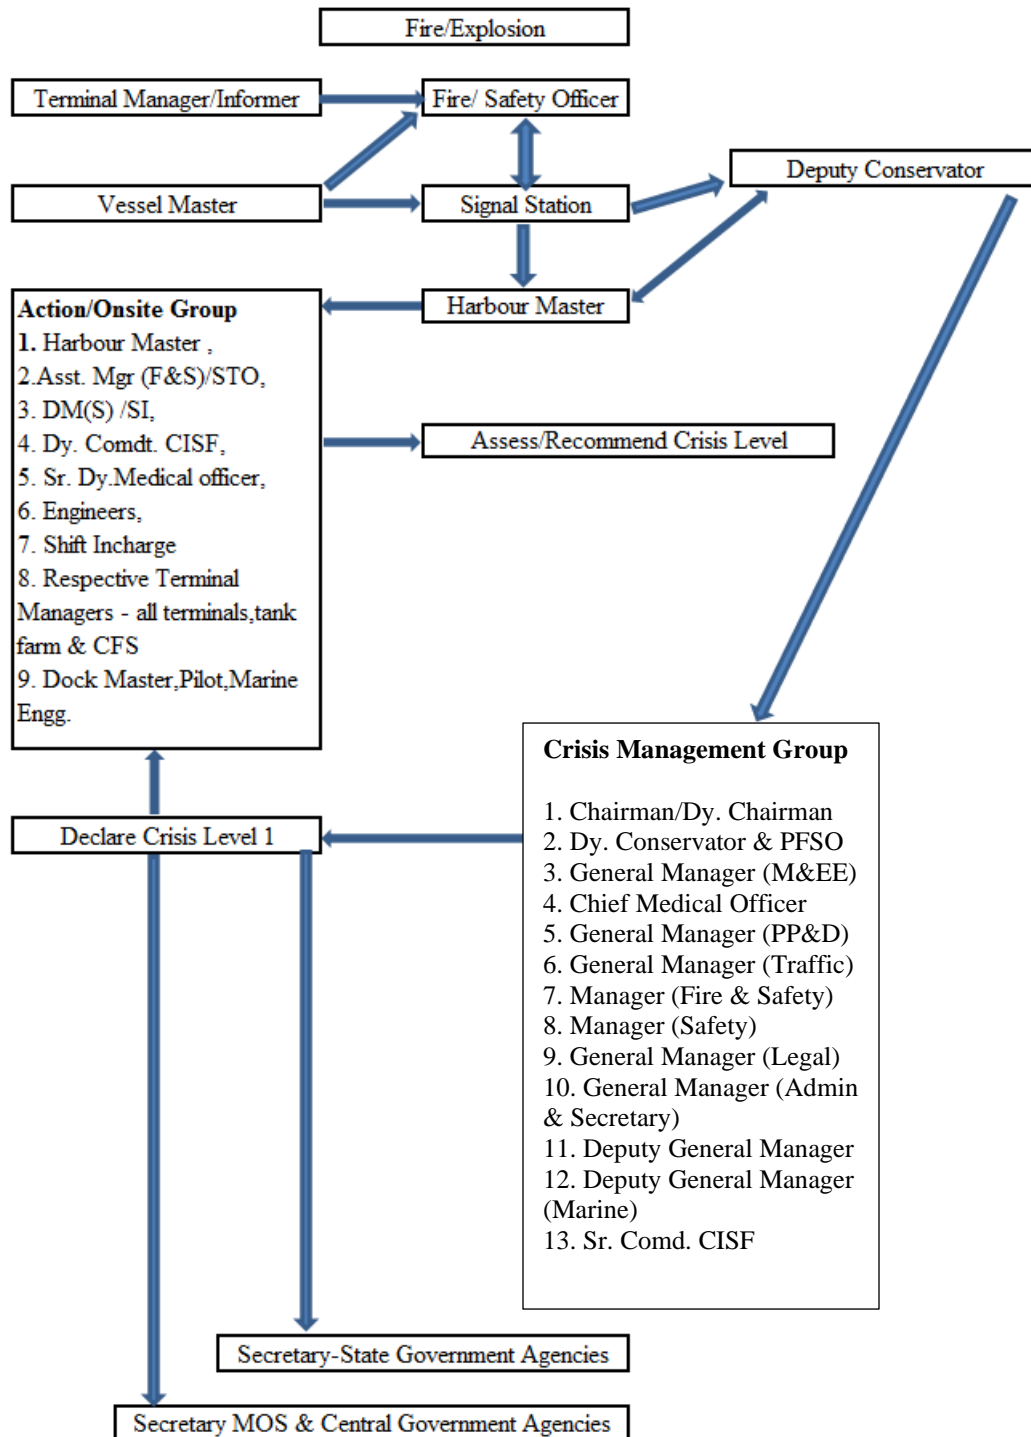 Fire/Explosion
Terminal Manager/Informer
Fire/ Safety Officer
Deputy Conservator
Vessel Master
Signal Station
Harbour Master
Action/Onsite Group
1. Harbour Master ,
2.Asst. Mgr (F&S)/STO,
3. DM(S) /SI,
4. Dy. Comdt. CISF,
5. Sr. Dy.Medical officer,
6. Engineers,
7. Shift Incharge
8. Respective Terminal
Managers - all terminals,tank
farm & CFS
9. Dock Master,Pilot,Marine
Engg.
Assess/Recommend Crisis Level
Crisis Management Group
1. Chairman/Dy. Chairman
2. Dy. Conservator & PFSO
3. General Manager (M&EE)
4. Chief Medical Officer
5. General Manager (PP&D)
6. General Manager (Traffic)
7. Manager (Fire & Safety)
8. Manager (Safety)
9. General Manager (Legal)
10. General Manager (Admin
& Secretary)
11. Deputy General Manager
12. Deputy General Manager
(Marine)
13. Sr. Comd. CISF
Declare Crisis Level 1
Secretary-State Government Agencies
Secretary MOS & Central Government Agencies